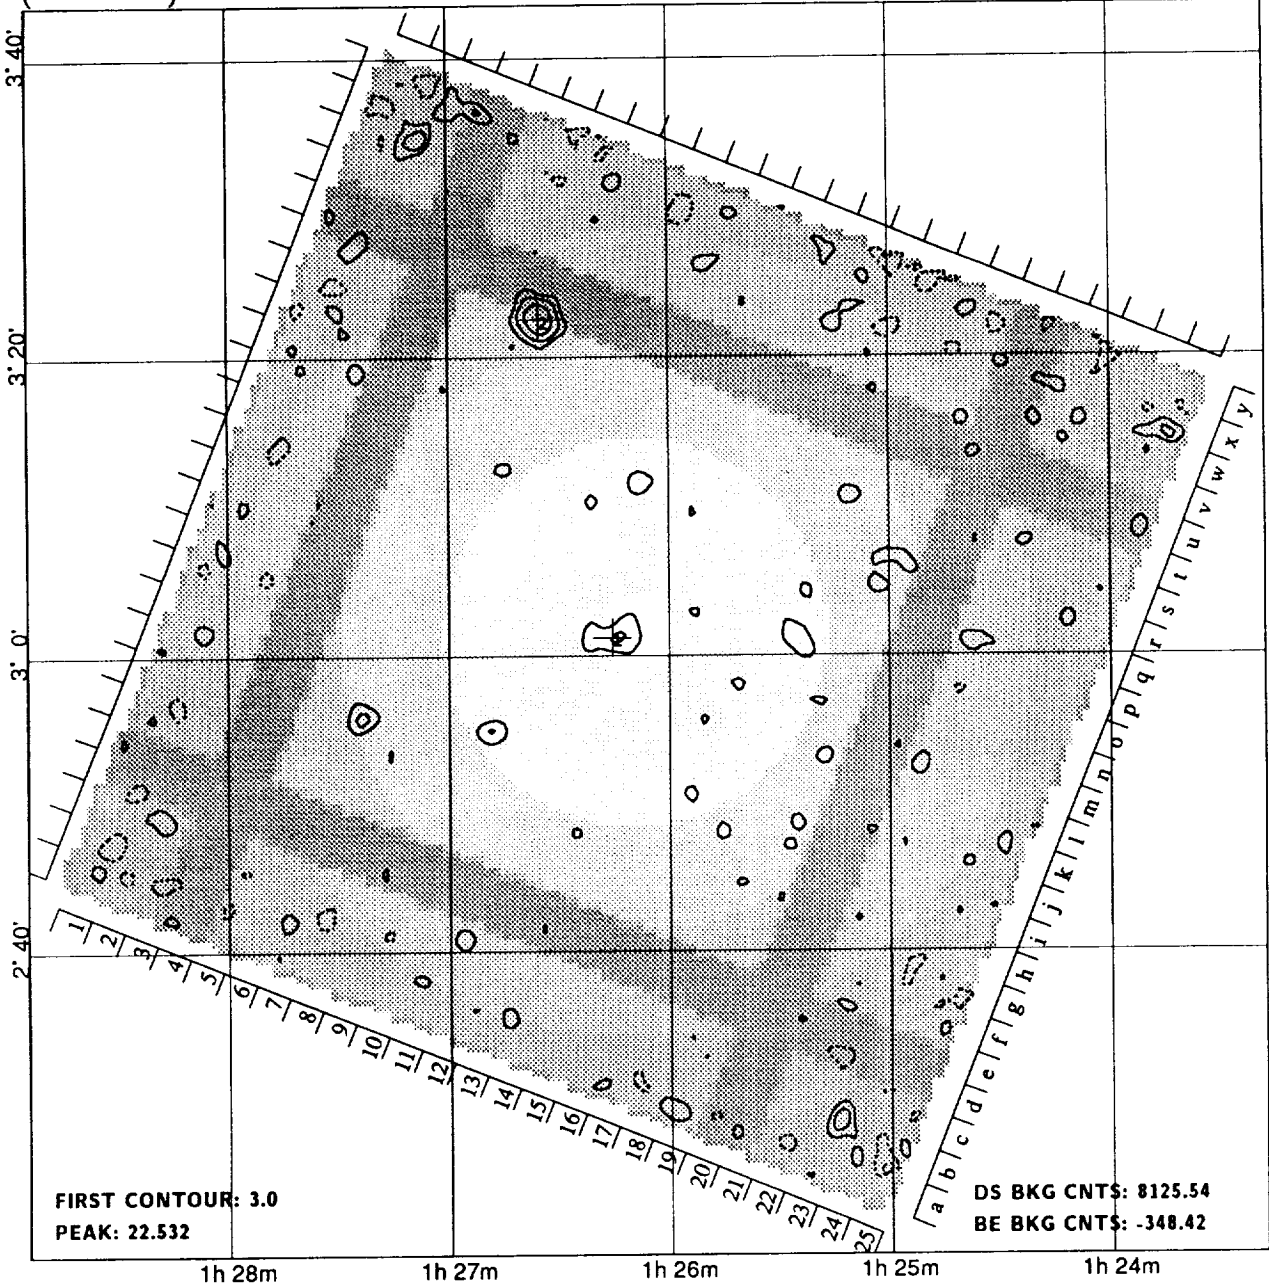 3° 40'
3° 20'
3° 0'
2° 40'
y
x
w
v
u
t
s
r
q
p
o
n
m
l
k
j
i
h
g
f
e
d
c
b
a
1 2 3 4 5 6 7 8 9 10 11 12 13 14 15 16 17 18 19 20 21 22 23 24 25
FIRST CONTOUR: 3.0
PEAK: 22.532
DS BKG CNTS: 8125.54
BE BKG CNTS: -348.42
1h 28m 1h 27m 1h 26m 1h 25m 1h 24m